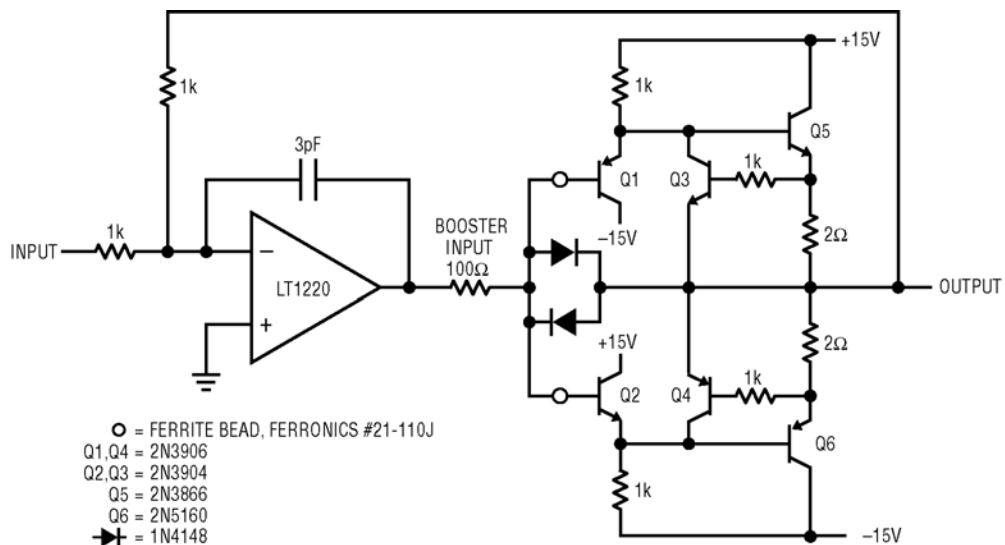 +15V
1k
1k
Q5
3pF
Q1
Q3
1k
1k
BOOSTER
INPUT
100Ω
–15V
2Ω
INPUT
–
LT1220
OUTPUT
+
+15V
2Ω
1k
Q2
Q4
Q6
O = FERRITE BEAD, FERRONICS #21-110J
Q1,Q4 = 2N3906
Q2,Q3 = 2N3904
Q5 = 2N3866
Q6 = 2N5160
= 1N4148
1k
–15V